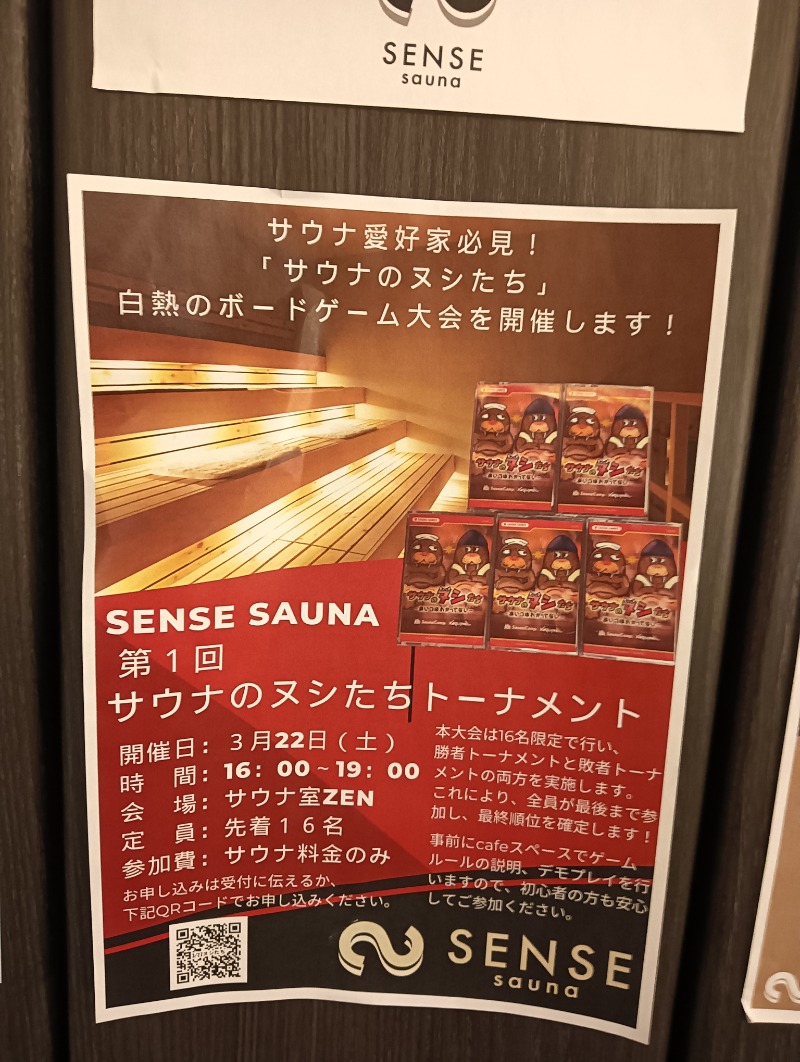 SENSE
sauna
サウナ愛好家必見！
「サウナのヌシたち」
白熱のボードゲーム大会を開催します！
SENSE SAUNA
第１回
サウナのヌシたちトーナメント
開催日：３月22日（土）
時　間：16：00～19：00
会　場：サウナ室ZEN
定　員：先着１６名
参加費：サウナ料金のみ
お申し込みは受付に伝えるか、
下記QRコードでお申し込みください。
本大会は16名限定で行い、
勝者トーナメントと敗者トーナ
メントの両方を実施します。
これにより、全員が最後まで参
加し、最終順位を確定します！
事前にcafeスペースでゲーム
ルールの説明、デモプレイを行
いますので、初心者の方も安心
してご参加ください。
SENSE
sauna